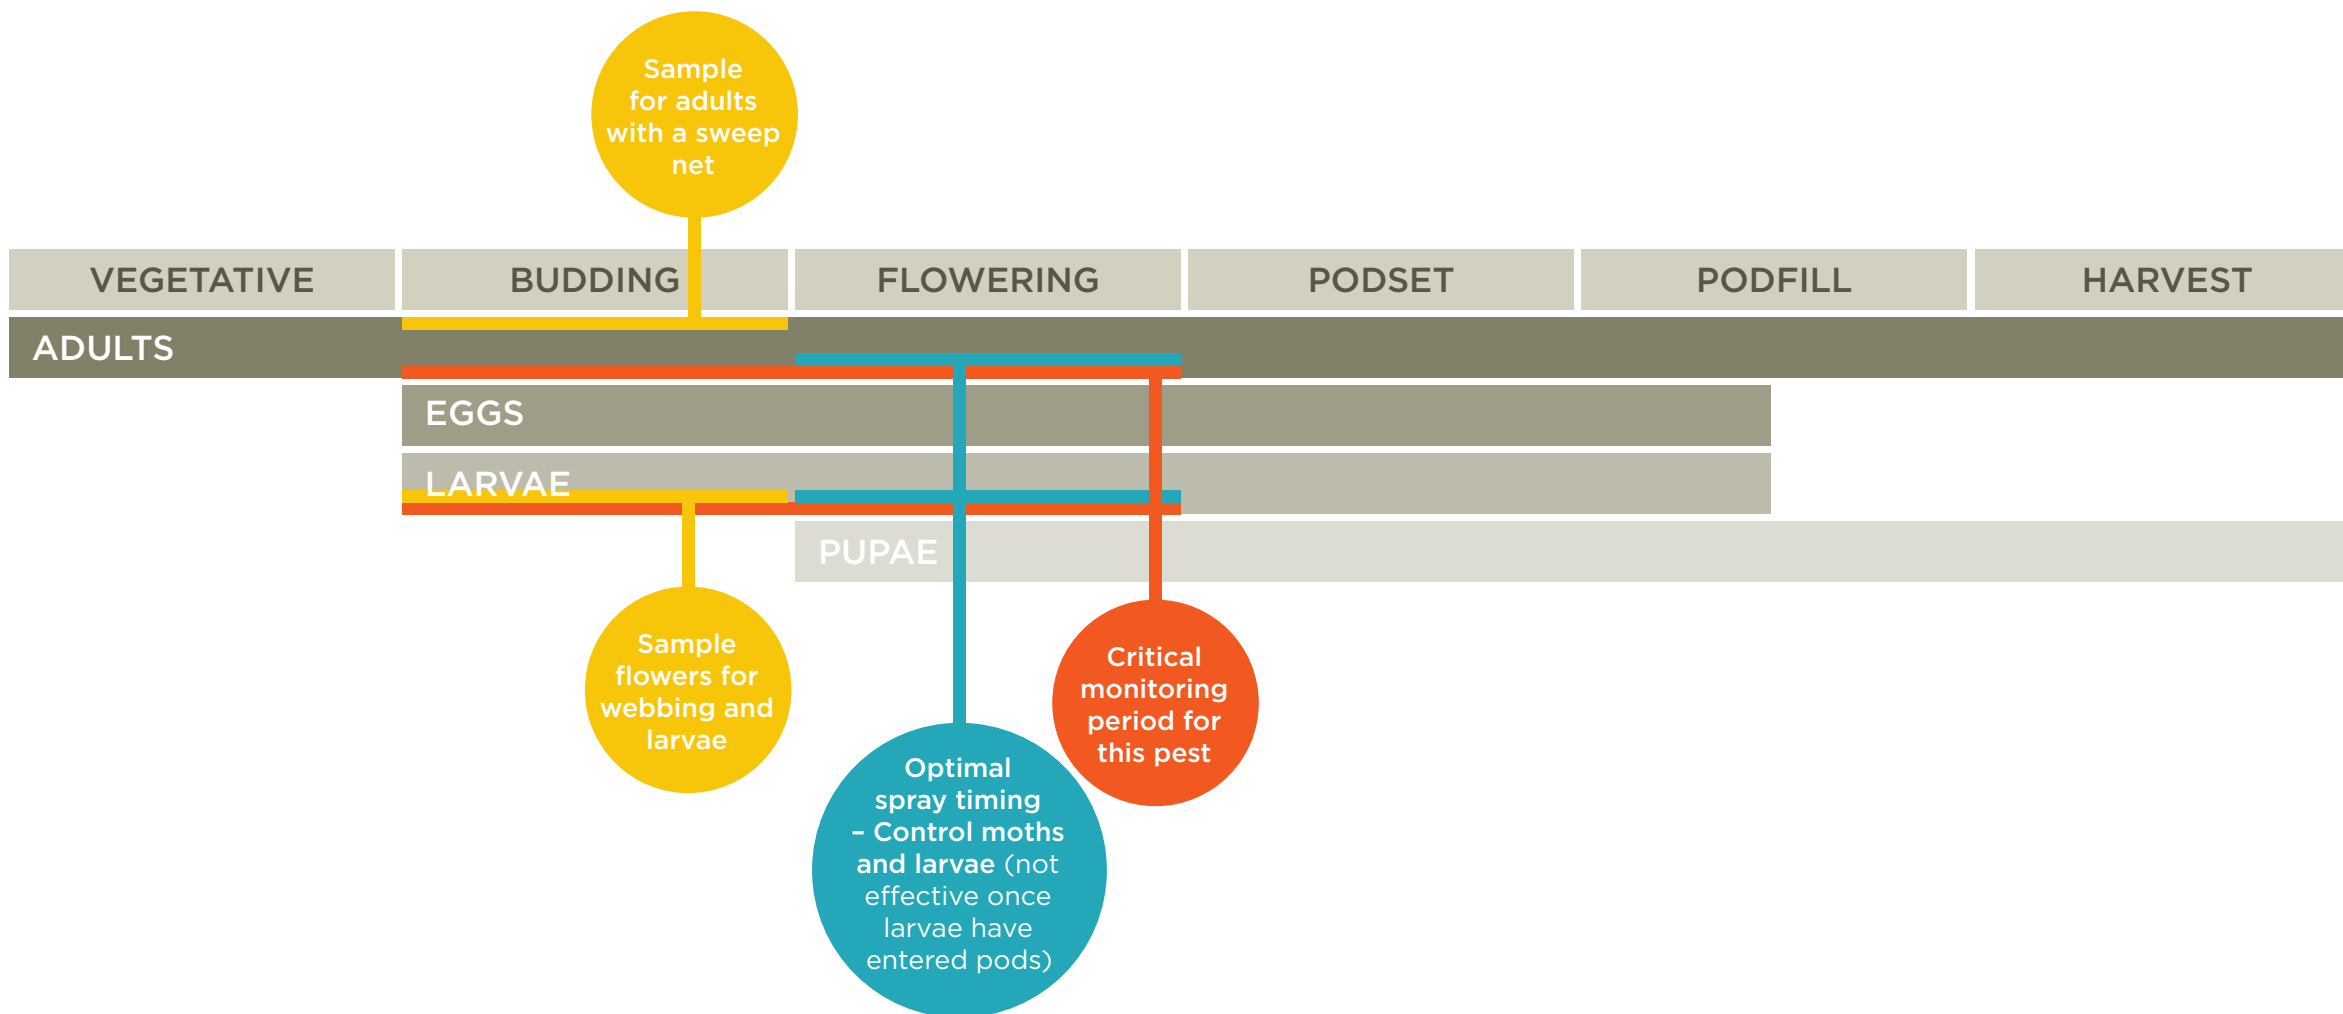 Sample
for adults
with a sweep
net
VEGETATIVE
BUDDING
FLOWERING
PODSET
PODFILL
HARVEST
ADULTS
EGGS
LARVAE
PUPAE
Sample
flowers for
webbing and
larvae
Optimal
spray timing
– Control moths
and larvae (not
effective once
larvae have
entered pods)
Critical
monitoring
period for
this pest